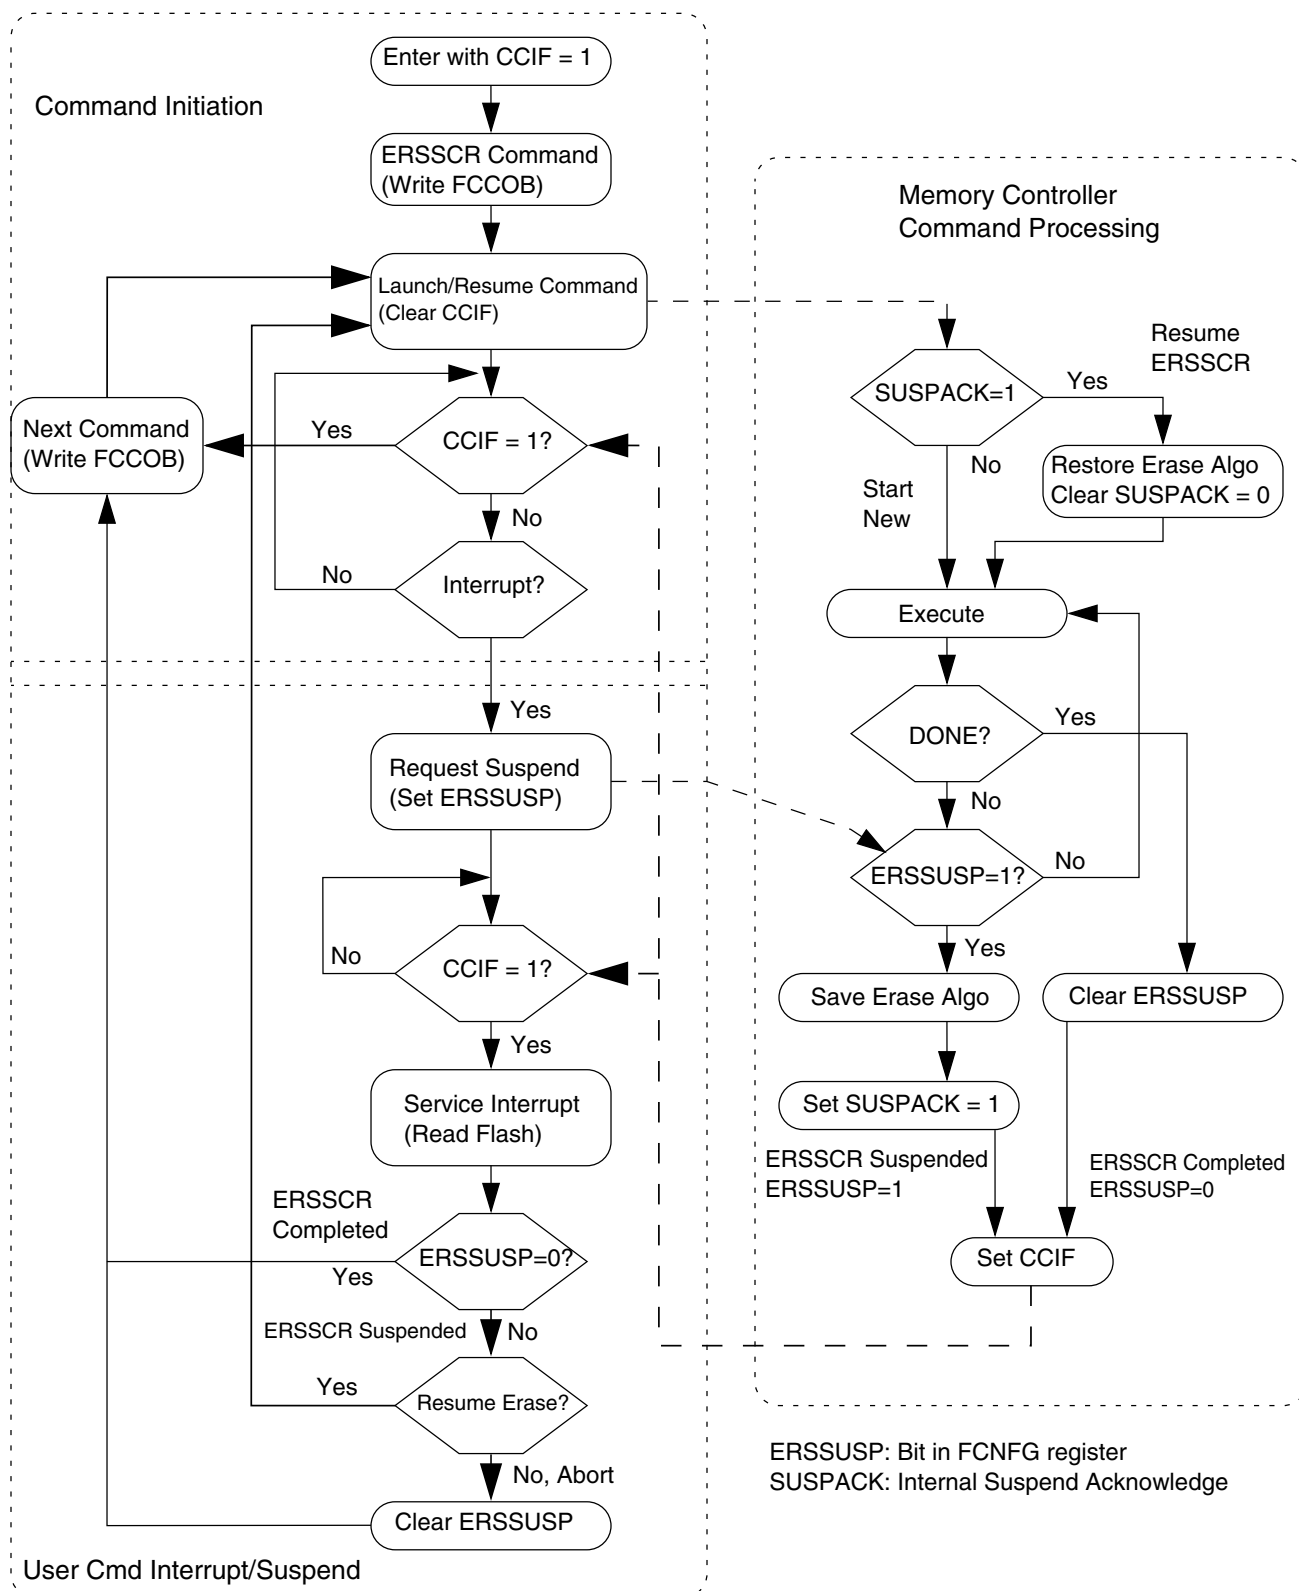 Enter with CCIF = 1
Command Initiation
ERSSCR Command
(Write FCCOB)
Launch/Resume Command
(Clear CCIF)
Next Command
(Write FCCOB)
Yes
CCIF = 1?
No
No
Interrupt?
Yes
Request Suspend
(Set ERSSUSP)
No
CCIF = 1?
Yes
Service Interrupt
(Read Flash)
ERSSCR
Completed
ERSSUSP=0?
Yes
ERSSCR Suspended
No
Yes
Resume Erase?
No, Abort
Clear ERSSUSP
User Cmd Interrupt/Suspend
Memory Controller
Command Processing
Resume
ERSSCR
SUSPACK=1
Yes
No
Start
New
Restore Erase Algo
Clear SUSPACK = 0
Execute
DONE?
Yes
No
ERSSUSP=1?
No
Yes
Save Erase Algo
Clear ERSSUSP
Set SUSPACK = 1
ERSSCR Suspended
ERSSUSP=1
ERSSCR Completed
ERSSUSP=0
Set CCIF
ERSSUSP: Bit in FCNFG register
SUSPACK: Internal Suspend Acknowledge